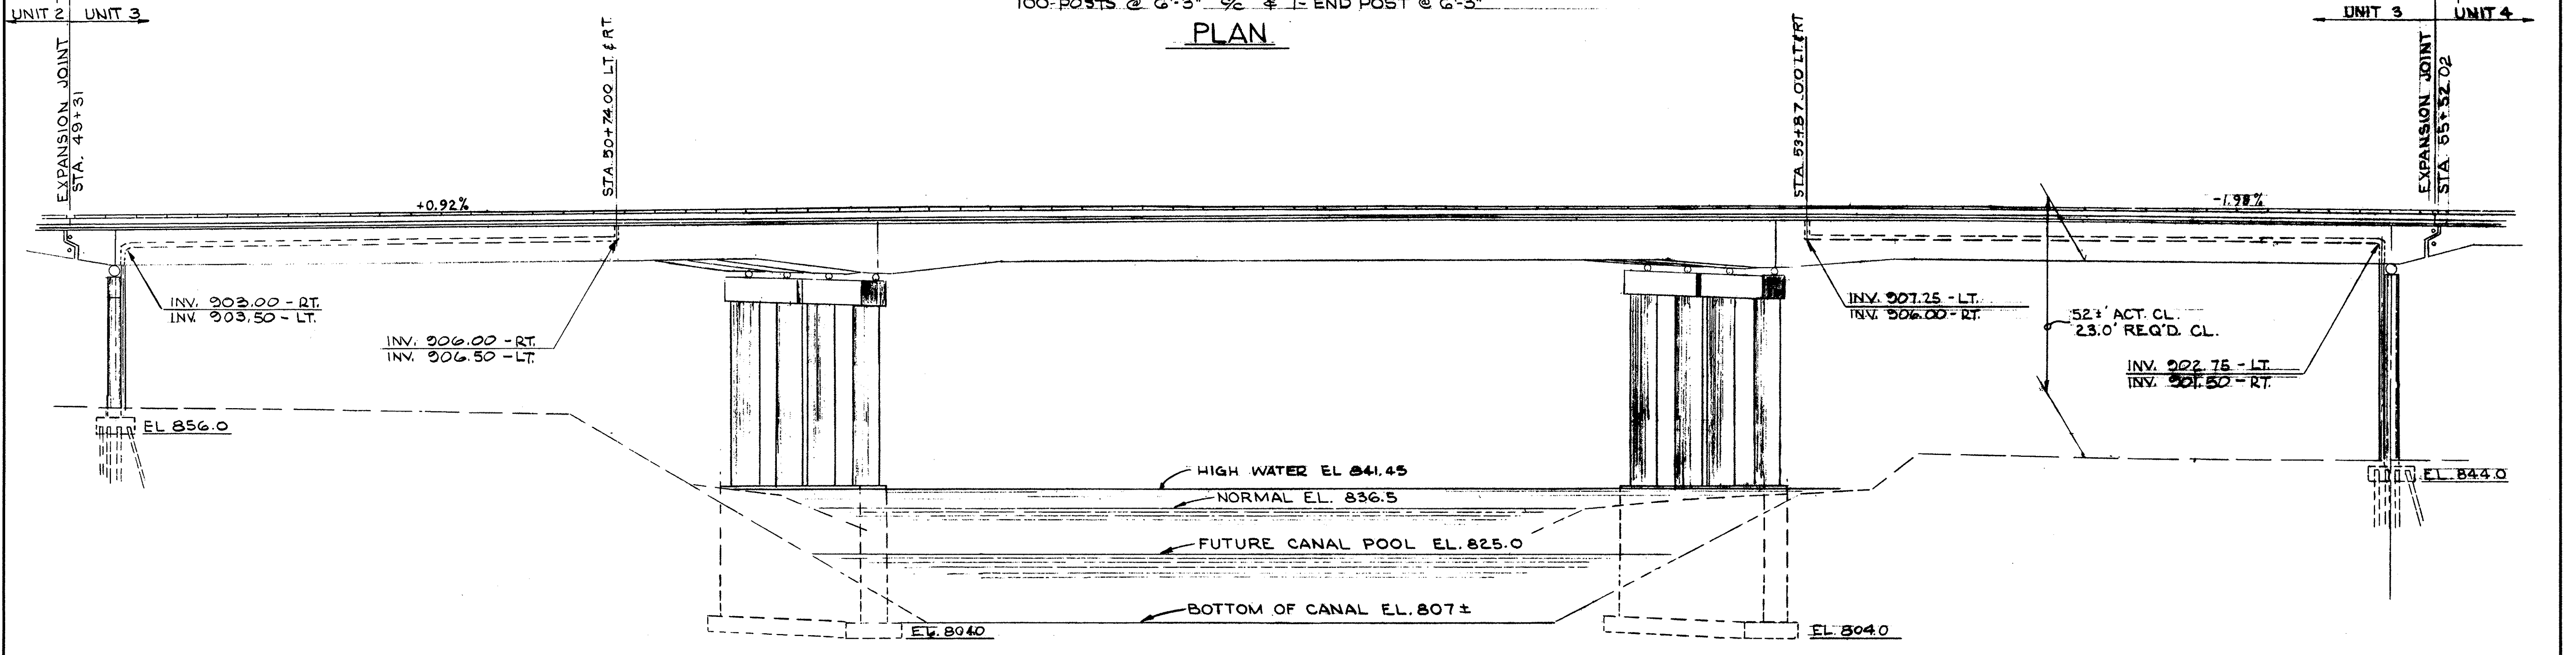 100-POSTS @ 6'-3" c/c & 1-END POST @ 6'-3"
UNIT 2 UNIT 3
UNIT 3 UNIT 4
PLAN
EXPANSION JOINT
STA. 49+31
STA. 50+74.00 LT. & RT.
STA. 53+87.00 LT. & RT
EXPANSION JOINT
STA. 55+52.02
+0.92%
-1.98%
INV. 903.00 - RT.
INV. 903.50 - LT.
INV. 906.00 - RT.
INV. 906.50 - LT.
INV. 907.25 - LT.
INV. 906.00 - RT.
52±' ACT. CL.
23.0' REQ'D. CL.
INV. 902.75 - LT.
INV. 901.50 - RT.
EL 856.0
HIGH WATER EL 841.45
NORMAL EL. 836.5
EL. 844.0
FUTURE CANAL POOL EL. 825.0
BOTTOM OF CANAL EL. 807 ±
EL. 804.0
EL. 804.0